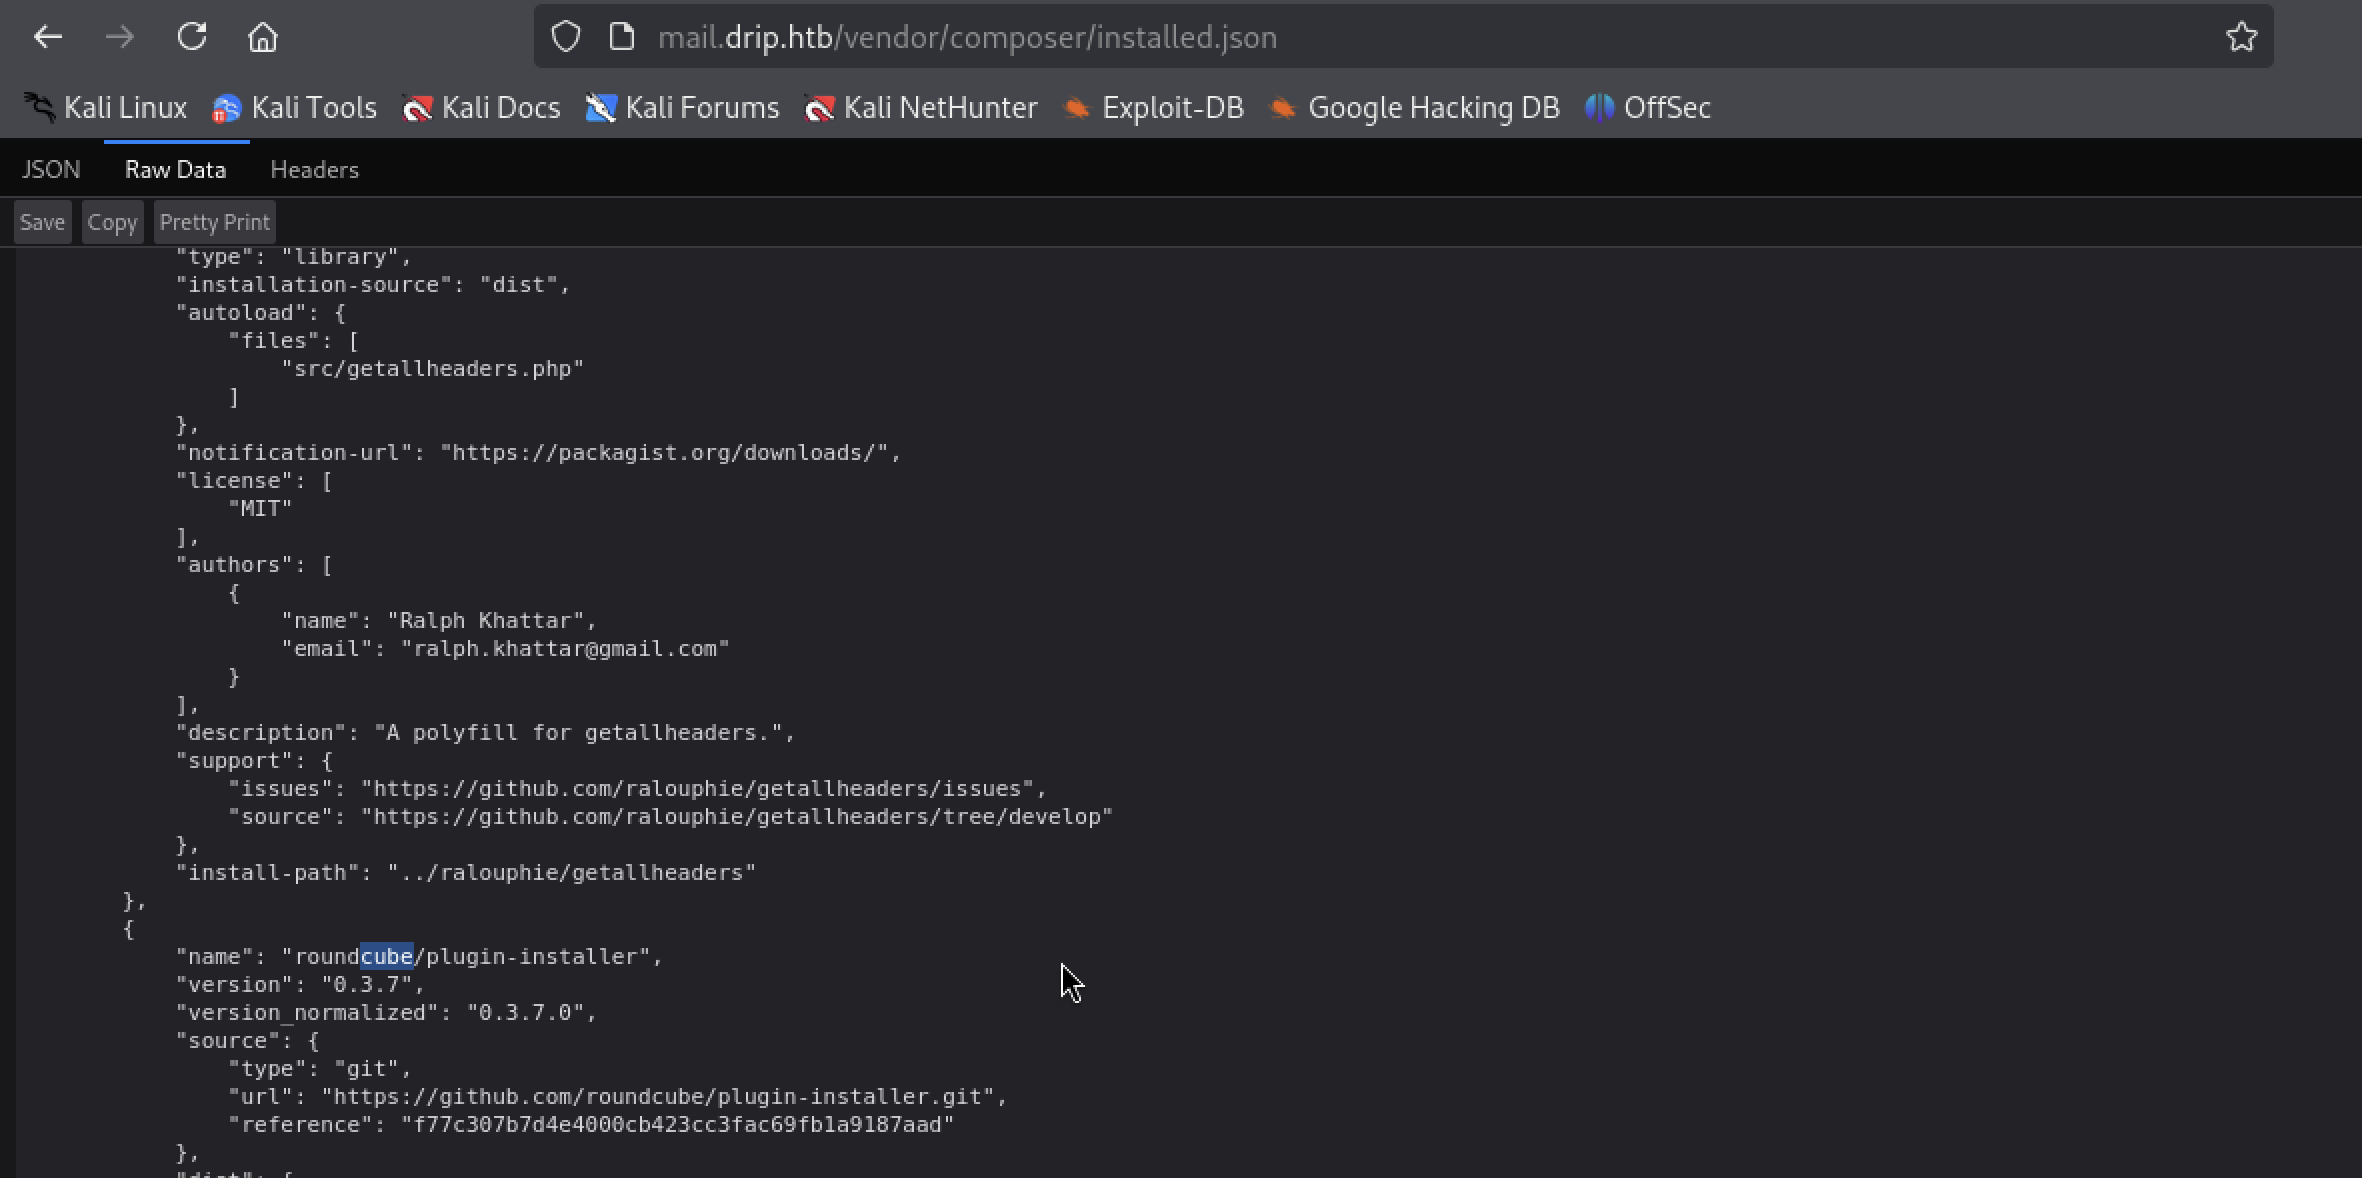 mail.drip.htb/vendor/composer/installed.json
Kali Linux Kali Tools Kali Docs Kali Forums Kali NetHunter Exploit-DB Google Hacking DB OffSec
JSON Raw Data Headers
Save Copy Pretty Print
"type": "library",
"installation-source": "dist",
"autoload": {
"files": [
"src/getallheaders.php"
]
},
"notification-url": "https://packagist.org/downloads/",
"license": [
"MIT"
],
"authors": [
{
"name": "Ralph Khattar",
"email": "ralph.khattar@gmail.com"
}
],
"description": "A polyfill for getallheaders.",
"support": {
"issues": "https://github.com/ralouphie/getallheaders/issues",
"source": "https://github.com/ralouphie/getallheaders/tree/develop"
},
"install-path": "../ralouphie/getallheaders"
},
{
"name": "roundcube/plugin-installer",
"version": "0.3.7",
"version_normalized": "0.3.7.0",
"source": {
"type": "git",
"url": "https://github.com/roundcube/plugin-installer.git",
"reference": "f77c307b7d4e4000cb423cc3fac69fb1a9187aad"
},
"dist": {